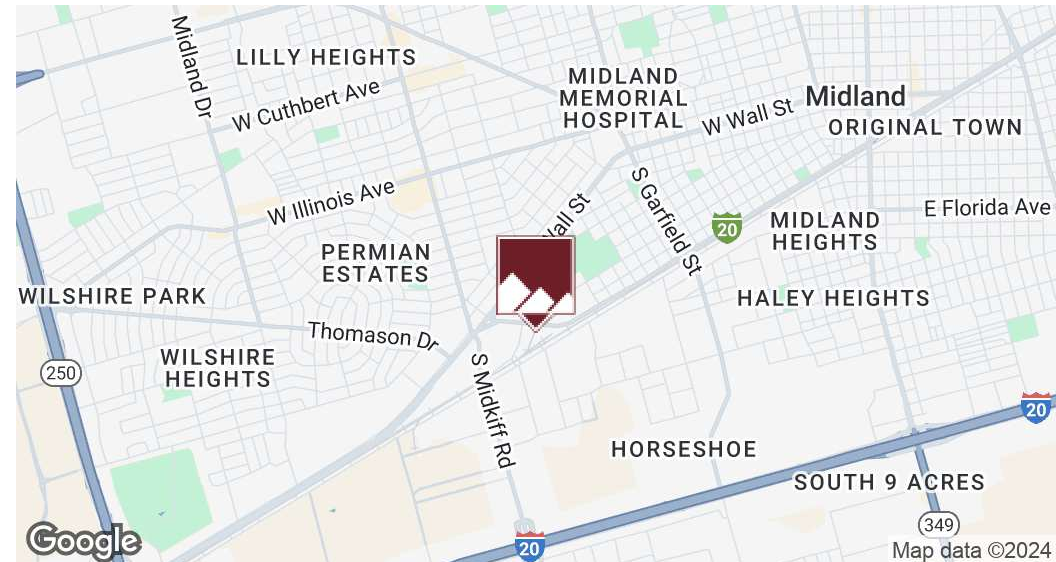 Midland Dr
LILLY HEIGHTS
W Cuthbert Ave
MIDLAND
MEMORIAL
HOSPITAL
Midland
W Wall St
ORIGINAL TOWN
W Illinois Ave
S Garfield St
E Florida Ave
Wall St
20
MIDLAND
HEIGHTS
PERMIAN
ESTATES
WILSHIRE PARK
HALEY HEIGHTS
Thomason Dr
WILSHIRE
HEIGHTS
250
S Midkiff Rd
20
HORSESHOE
SOUTH 9 ACRES
349
20
Google
Map data ©2024